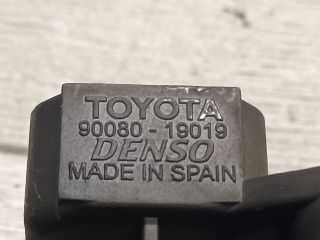 TOYOTA
90080 - 19019
DENSO
MADE IN SPAIN